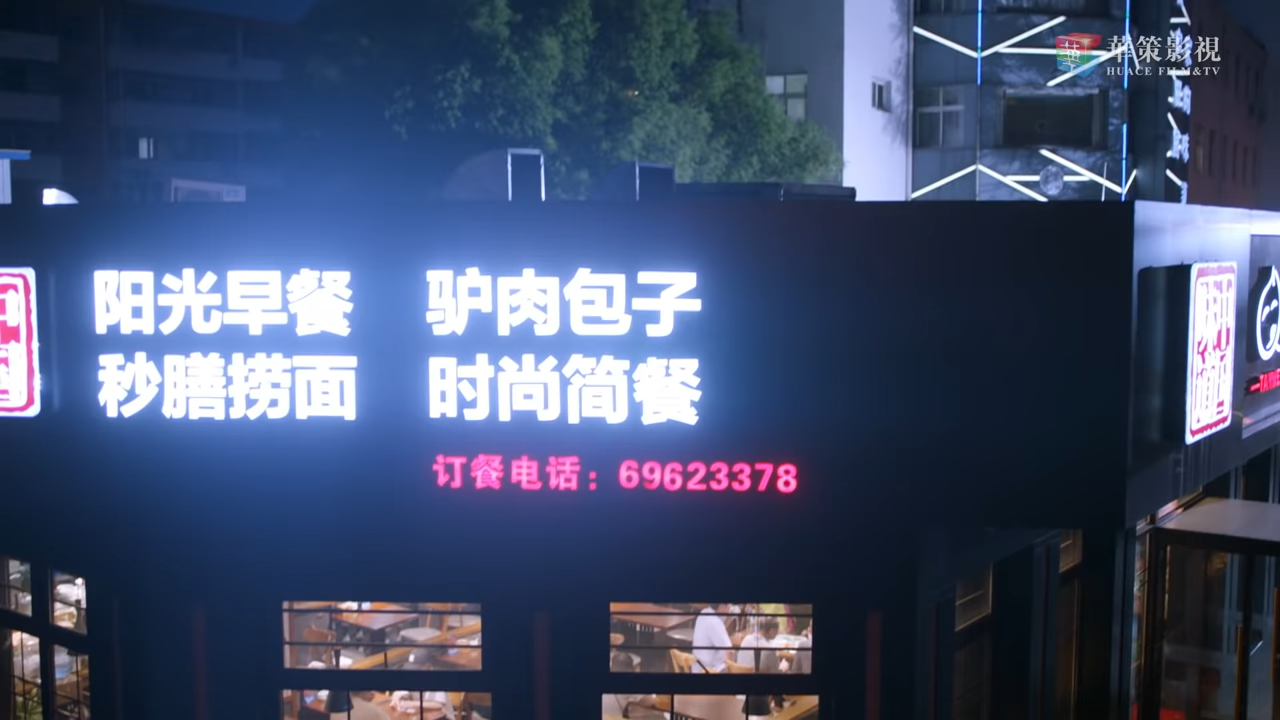 華策影視
HUACE FILM&TV
阳光早餐 驴肉包子
秒膳捞面 时尚简餐
订餐电话：69623378